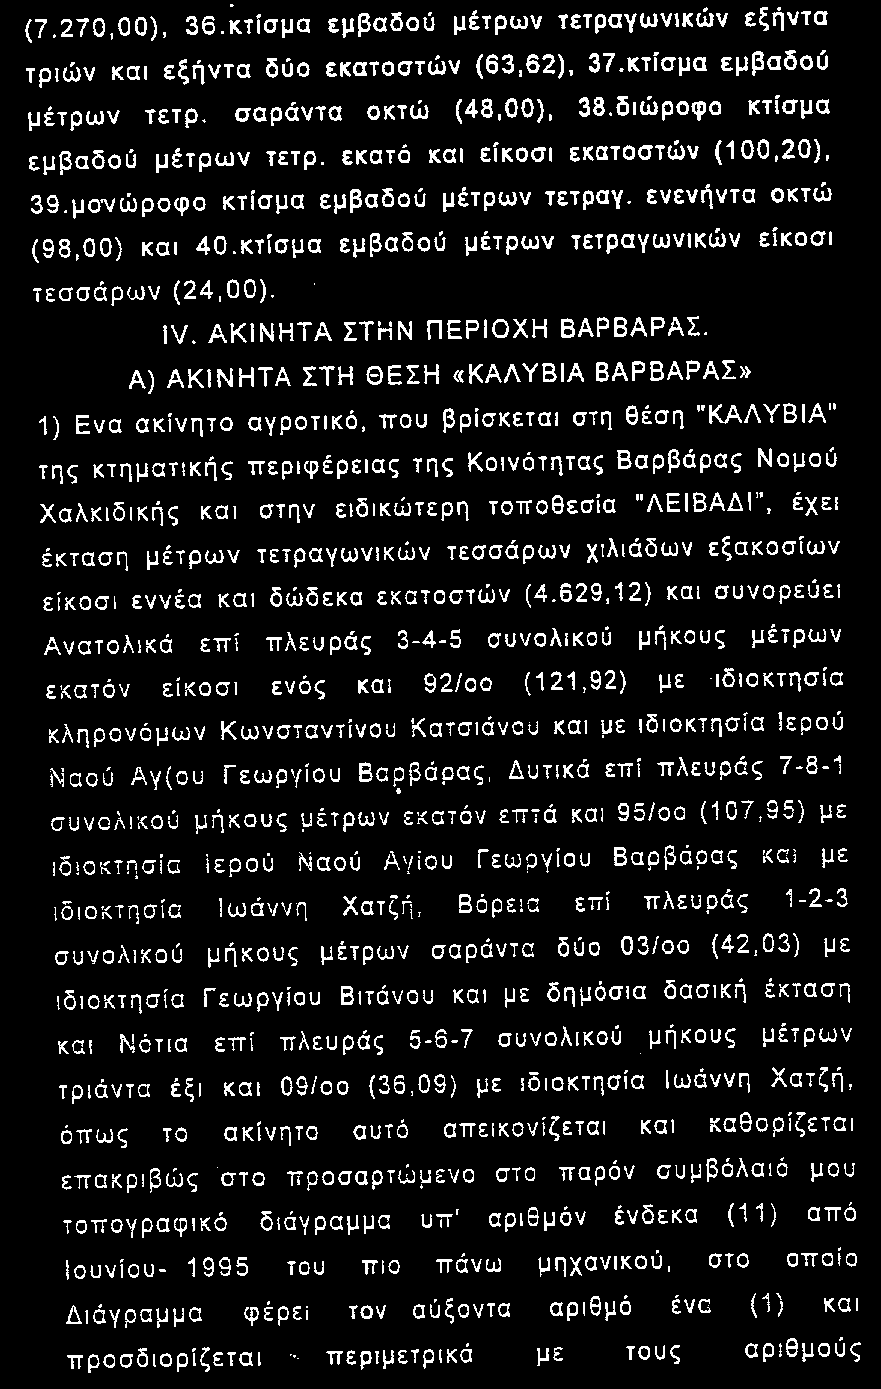 (7.270,00), 36.κτίσμα εμβαδού μέτρων τετραγωνικών εξήντα
τριών και εξήντα δύο εκατοστών (63,62), 37.κτίσμα εμβαδού
μέτρων τετρ. σαράντα οκτώ (48,00), 38.διώροφο κτίσμα
εμβαδού μέτρων τετρ. εκατό και είκοσι εκατοστών (100,20),
39.μονώροφο κτίσμα εμβαδού μέτρων τετραγ. ενενήντα οκτώ
(98,00) και 40.κτίσμα εμβαδού μέτρων τετραγωνικών είκοσι
τεσσάρων (24,00).
IV. ΑΚΙΝΗΤΑ ΣΤΗΝ ΠΕΡΙΟΧΗ ΒΑΡΒΑΡΑΣ.
Α) ΑΚΙΝΗΤΑ ΣΤΗ ΘΕΣΗ «ΚΑΛΥΒΙΑ ΒΑΡΒΑΡΑΣ»
1) Ενα ακίνητο αγροτικό, που βρίσκεται στη θέση "ΚΑΛΥΒΙΑ"
της κτηματικής περιφέρειας της Κοινότητας Βαρβάρας Νομού
Χαλκιδικής και στην ειδικώτερη τοποθεσία "ΛΕΙΒΑΔΙ", έχει
έκταση μέτρων τετραγωνικών τεσσάρων χιλιάδων εξακοσίων
είκοσι εννέα και δώδεκα εκατοστών (4.629,12) και συνορεύει
Ανατολικά επί πλευράς 3-4-5 συνολικού μήκους μέτρων
εκατόν είκοσι ενός και 92/οο (121,92) με ιδιοκτησία
κληρονόμων Κωνσταντίνου Κατσιάνου και με ιδιοκτησία Ιερού
Ναού Αγ(ου Γεωργίου Βαρβάρας, Δυτικά επί πλευράς 7-8-1
συνολικού μήκους μέτρων εκατόν επτά και 95/οο (107,95) με
ιδιοκτησία Ιερού Ναού Αγίου Γεωργίου Βαρβάρας και με
ιδιοκτησία Ιωάννη Χατζή, Βόρεια επί πλευράς 1-2-3
συνολικού μήκους μέτρων σαράντα δύο 03/οο (42,03) με
ιδιοκτησία Γεωργίου Βιτάνου και με δημόσια δασική έκταση
και Νότια επί πλευράς 5-6-7 συνολικού μήκους μέτρων
τριάντα έξι και 09/οο (36,09) με ιδιοκτησία Ιωάννη Χατζή,
όπως το ακίνητο αυτό απεικονίζεται και καθορίζεται
επακριβώς στο προσαρτώμενο στο παρόν συμβόλαιό μου
τοπογραφικό διάγραμμα υπ' αριθμόν ένδεκα (11) από
Ιουνίου- 1995 του πιο πάνω μηχανικού, στο οποίο
Διάγραμμα φέρει τον αύξοντα αριθμό ένα (1) και
προσδιορίζεται περιμετρικά με τους αριθμούς